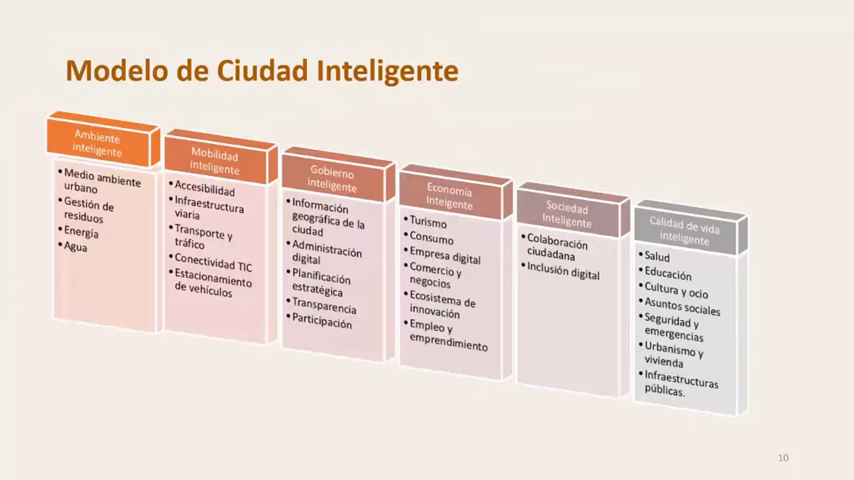 Modelo de Ciudad Inteligente
Ambiente
inteligente
• Medio ambiente
urbano
• Gestión de
residuos
• Energía
• Agua
Mobilidad
inteligente
• Accesibilidad
• Infraestructura
viaria
• Transporte y
tráfico
• Conectividad TIC
• Estacionamiento
de vehículos
Gobierno
inteligente
• Información
geográfica de la
ciudad
• Administración
digital
• Planificación
estratégica
• Transparencia
• Participación
Economía
Inteigente
• Turismo
• Consumo
• Empresa digital
• Comercio y
negocios
• Ecosistema de
innovación
• Empleo y
emprendimiento
Sociedad
Inteligente
• Colaboración
ciudadana
• Inclusión digital
Calidad de vida
inteligente
• Salud
• Educación
• Cultura y ocio
• Asuntos sociales
• Seguridad y
emergencias
• Urbanismo y
vivienda
• Infraestructuras
públicas.
10